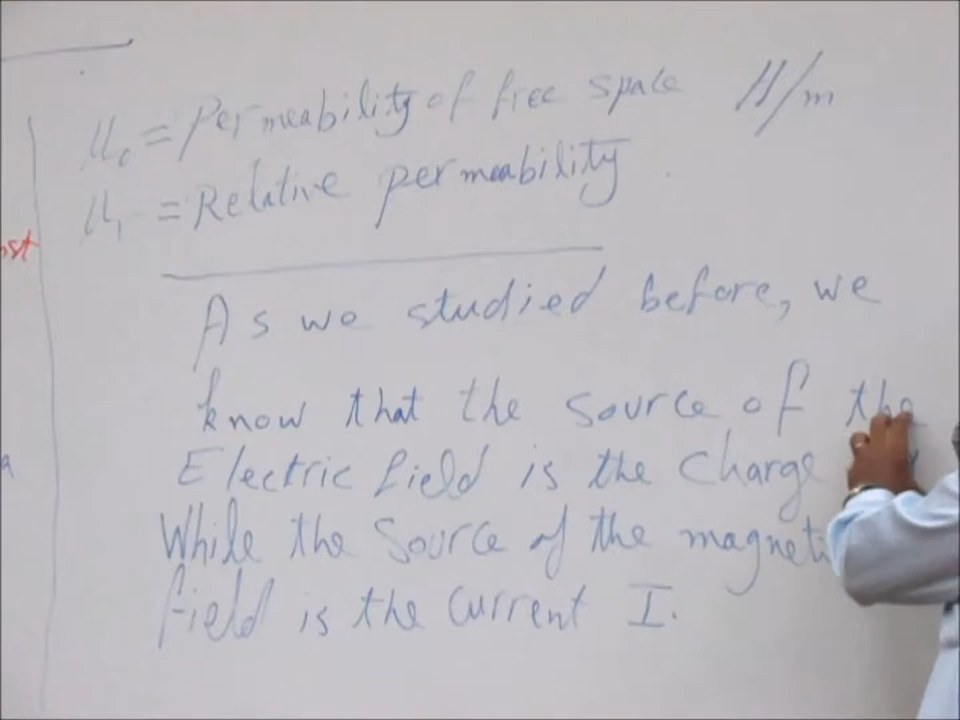 μ₀ = Permeability of free space H/m
μᵣ = Relative permeability
As we studied before, we
know that the source of the
Electric field is the charge
While the source of the magneti
field is the current I.